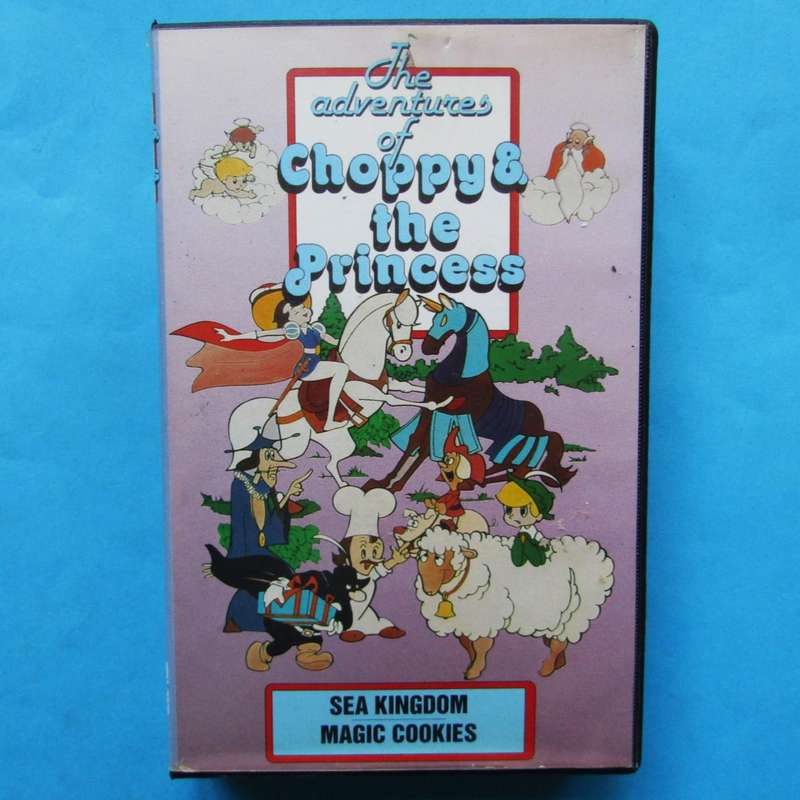 The
adventures
of
Choppy &
the
Princess
SEA KINGDOM
MAGIC COOKIES